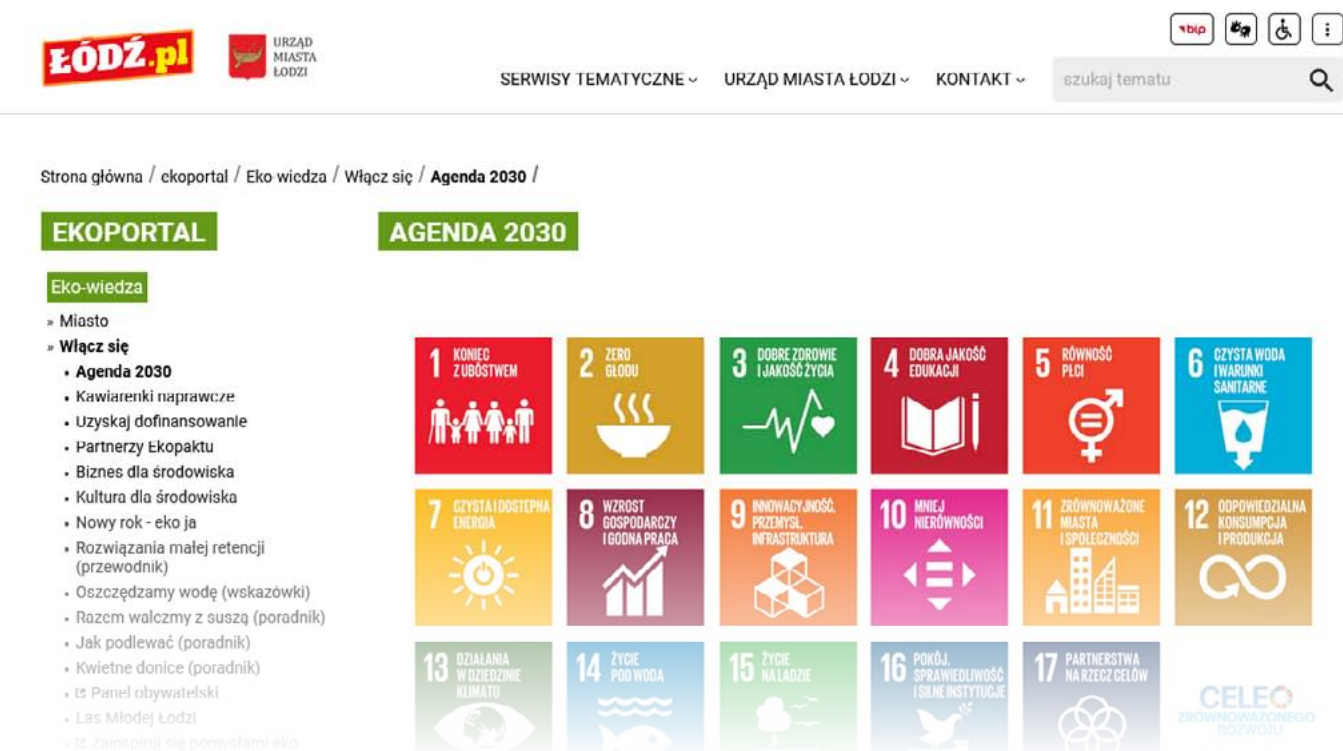 bip
ŁÓDŹ.pl
URZĄD
MIASTA
ŁODZI
SERWISY TEMATYCZNE
URZĄD MIASTA ŁODZI
KONTAKT
szukaj tematu
Strona główna / ekoportal / Eko wiedza / Włącz się / Agenda 2030 /
EKOPORTAL
AGENDA 2030
Eko-wiedza
» Miasto
» Włącz się
• Agenda 2030
• Kawiarenki naprawcze
• Uzyskaj dofinansowanie
• Partnerzy Ekopaktu
• Biznes dla środowiska
• Kultura dla środowiska
• Nowy rok - eko ja
• Rozwiązania małej retencji
(przewodnik)
• Oszczędzamy wodę (wskazówki)
• Razem walczmy z suszą (poradnik)
• Jak podlewać (poradnik)
• Kwietne donice (poradnik)
• Panel obywatelski
• Las Młodej Łodzi
• Zainspiruj się pomysłami eko
1 KONIEC
Z UBÓSTWEM
2 ZERO
GŁODU
3 DOBRE ZDROWIE
I JAKOŚĆ ŻYCIA
4 DOBRA JAKOŚĆ
EDUKACJI
5 RÓWNOŚĆ
PŁCI
6 CZYSTA WODA
I WARUNKI
SANITARNE
7 CZYSTA I DOSTĘPNA
ENERGIA
8 WZROST
GOSPODARCZY
I GODNA PRACA
9 INNOWACYJNOŚĆ,
PRZEMYSŁ,
INFRASTRUKTURA
10 MNIEJ
NIERÓWNOŚCI
11 ZRÓWNOWAŻONE
MIASTA
I SPOŁECZNOŚCI
12 ODPOWIEDZIALNA
KONSUMPCJA
I PRODUKCJA
13 DZIAŁANIA
W DZIEDZINIE
KLIMATU
14 ŻYCIE
POD WODĄ
15 ŻYCIE
NA LĄDZIE
16 POKÓJ,
SPRAWIEDLIWOŚĆ
I SILNE INSTYTUCJE
17 PARTNERSTWA
NA RZECZ CELÓW
CELE
ZRÓWNOWAŻONEGO
ROZWOJU